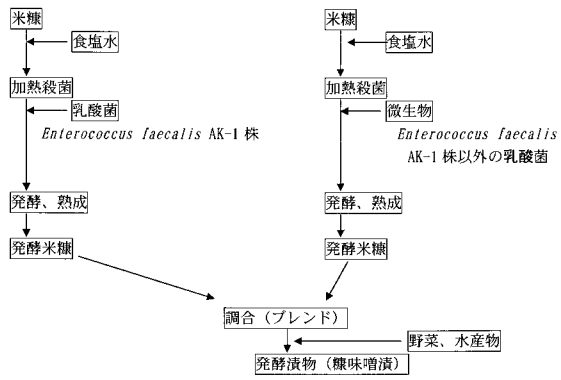 米糠
食塩水
加熱殺菌
乳酸菌
Enterococcus faecalis AK-1 株
発酵、熟成
発酵米糠
米糠
食塩水
加熱殺菌
微生物
Enterococcus faecalis
AK-1 株以外の乳酸菌
発酵、熟成
発酵米糠
調合(ブレンド)
野菜、水産物
発酵漬物(糠味噌漬)